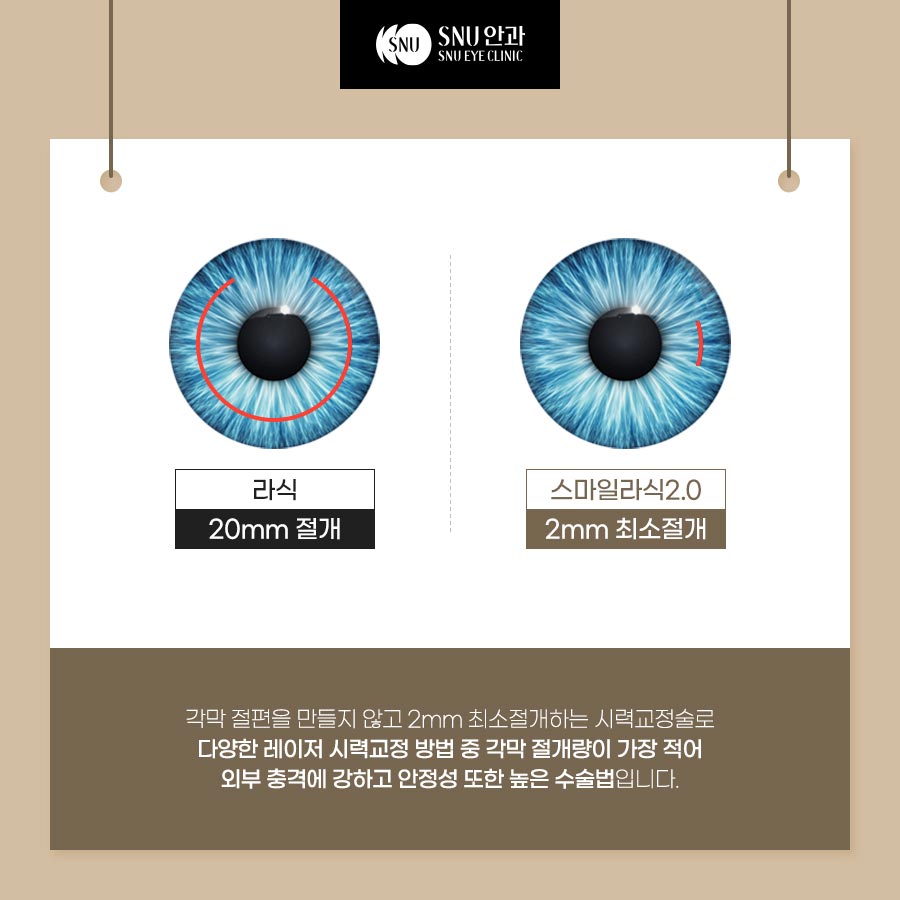 SNU
SNU 안과
SNU EYE CLINIC
라식
20mm 절개
스마일라식2.0
2mm 최소절개
각막 절편을 만들지 않고 2mm 최소절개하는 시력교정술로
다양한 레이저 시력교정 방법 중 각막 절개량이 가장 적어
외부 충격에 강하고 안정성 또한 높은 수술법입니다.